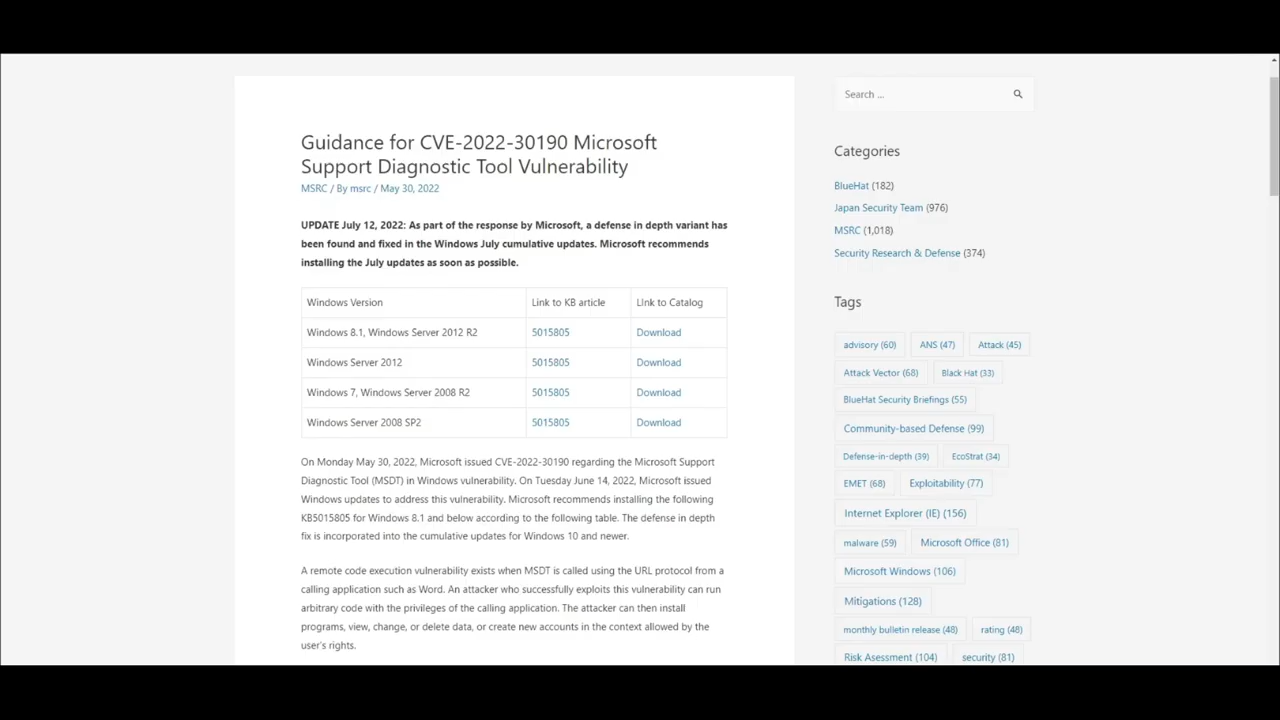 Guidance for CVE-2022-30190 Microsoft
Support Diagnostic Tool Vulnerability
MSRC / By msrc / May 30, 2022
UPDATE July 12, 2022: As part of the response by Microsoft, a defense in depth variant has
been found and fixed in the Windows July cumulative updates. Microsoft recommends
installing the July updates as soon as possible.
Windows Version Link to KB article LInk to Catalog
Windows 8.1, Windows Server 2012 R2 5015805 Download
Windows Server 2012 5015805 Download
Windows 7, Windows Server 2008 R2 5015805 Download
Windows Server 2008 SP2 5015805 Download
On Monday May 30, 2022, Microsoft issued CVE-2022-30190 regarding the Microsoft Support
Diagnostic Tool (MSDT) in Windows vulnerability. On Tuesday June 14, 2022, Microsoft issued
Windows updates to address this vulnerability. Microsoft recommends installing the following
KB5015805 for Windows 8.1 and below according to the following table. The defense in depth
fix is incorporated into the cumulative updates for Windows 10 and newer.
A remote code execution vulnerability exists when MSDT is called using the URL protocol from a
calling application such as Word. An attacker who successfully exploits this vulnerability can run
arbitrary code with the privileges of the calling application. The attacker can then install
programs, view, change, or delete data, or create new accounts in the context allowed by the
user's rights.
Search ...
Categories
BlueHat (182)
Japan Security Team (976)
MSRC (1,018)
Security Research & Defense (374)
Tags
advisory (60) ANS (47) Attack (45)
Attack Vector (68) Black Hat (33)
BlueHat Security Briefings (55)
Community-based Defense (99)
Defense-in-depth (39) EcoStrat (34)
EMET (68) Exploitability (77)
Internet Explorer (IE) (156)
malware (59) Microsoft Office (81)
Microsoft Windows (106)
Mitigations (128)
monthly bulletin release (48) rating (48)
Risk Asessment (104) security (81)